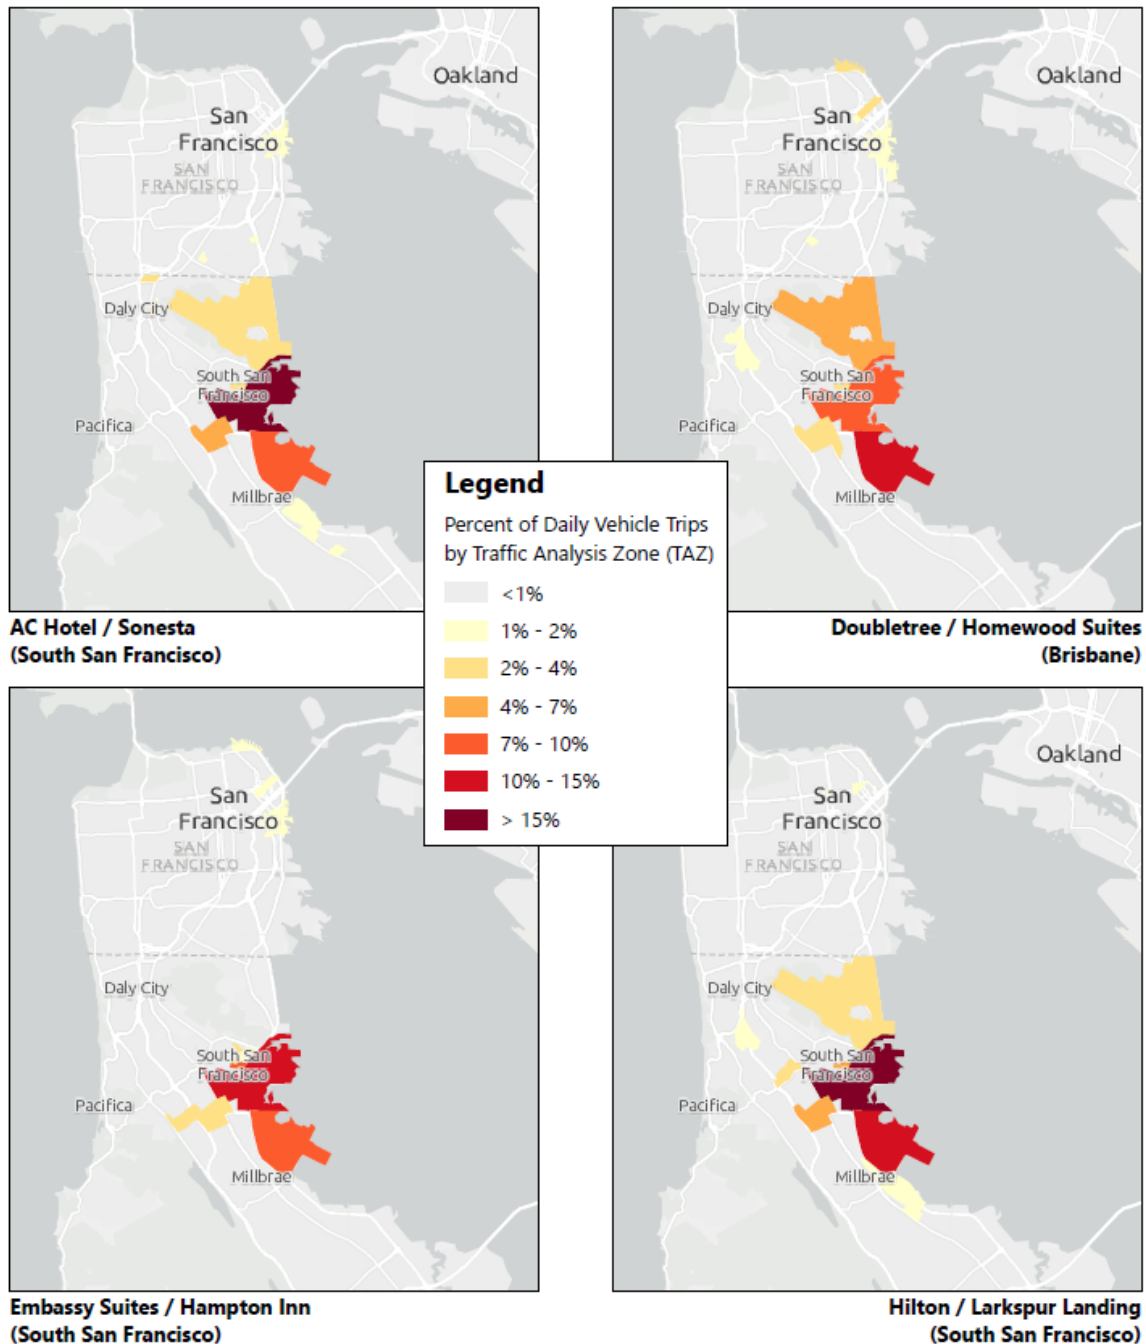 Oakland
San
Francisco
SAN
FRANCISCO
Daly City
South San
Francisco
Pacifica
Millbrae
AC Hotel / Sonesta
(South San Francisco)
Oakland
San
Francisco
SAN
FRANCISCO
Daly City
South San
Francisco
Pacifica
Millbrae
Doubletree / Homewood Suites
(Brisbane)
Legend
Percent of Daily Vehicle Trips
by Traffic Analysis Zone (TAZ)
<1%
1% - 2%
2% - 4%
4% - 7%
7% - 10%
10% - 15%
> 15%
San
Francisco
SAN
FRANCISCO
Daly City
South San
Francisco
Pacifica
Millbrae
Embassy Suites / Hampton Inn
(South San Francisco)
Oakland
San
Francisco
SAN
FRANCISCO
Daly City
South San
Francisco
Pacifica
Millbrae
Hilton / Larkspur Landing
(South San Francisco)